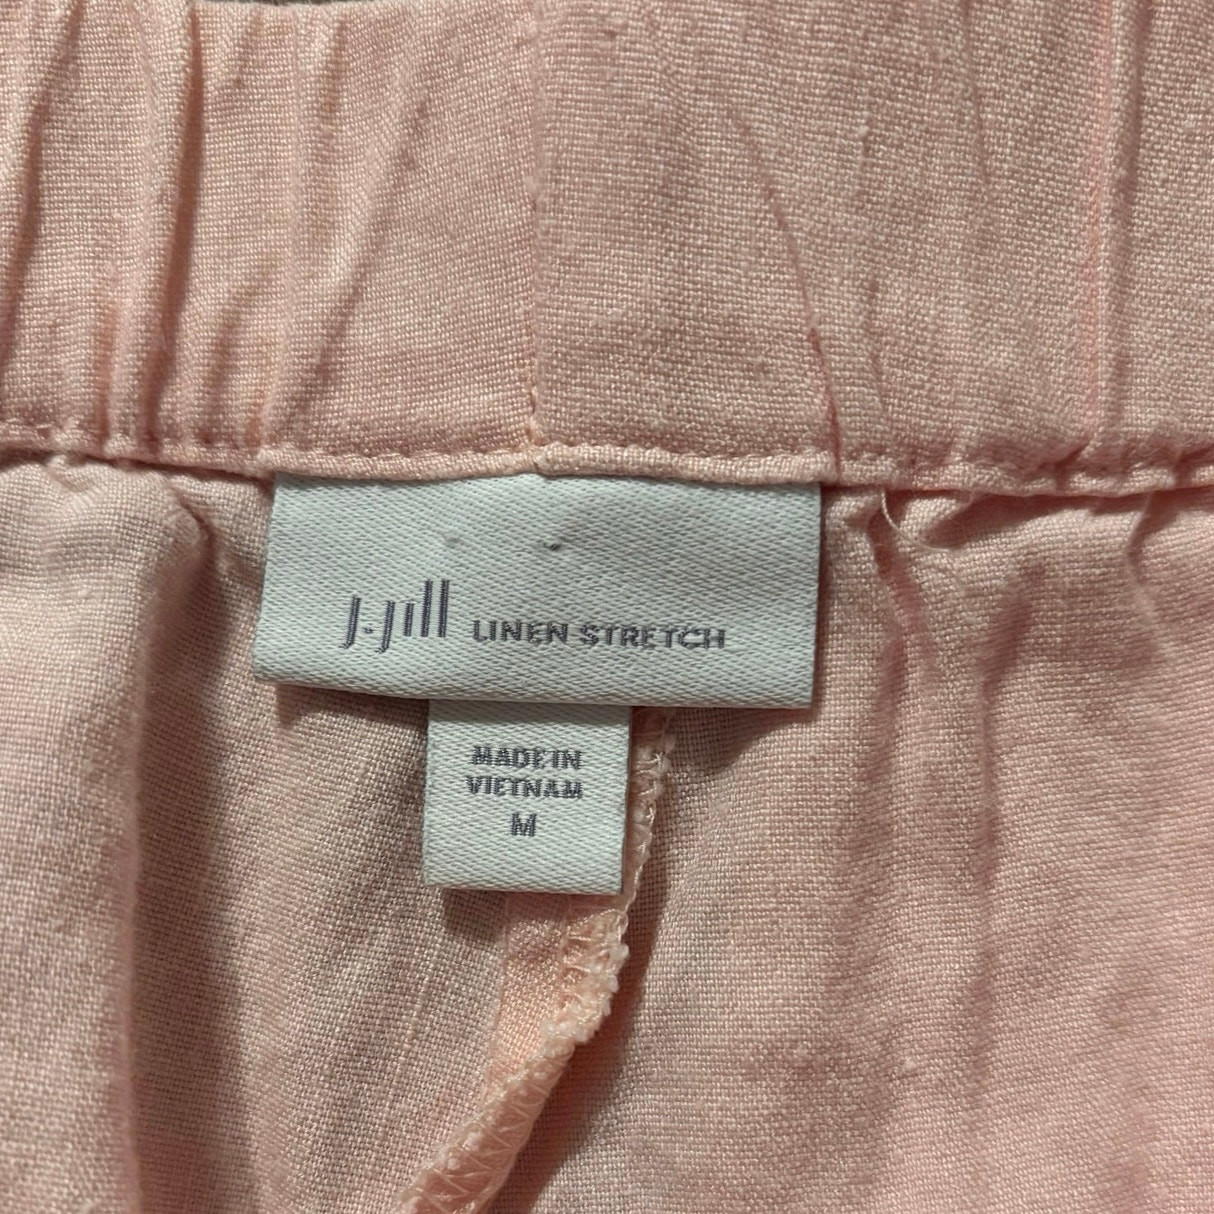 J.Jill LINEN STRETCH
MADE IN
VIETNAM
M